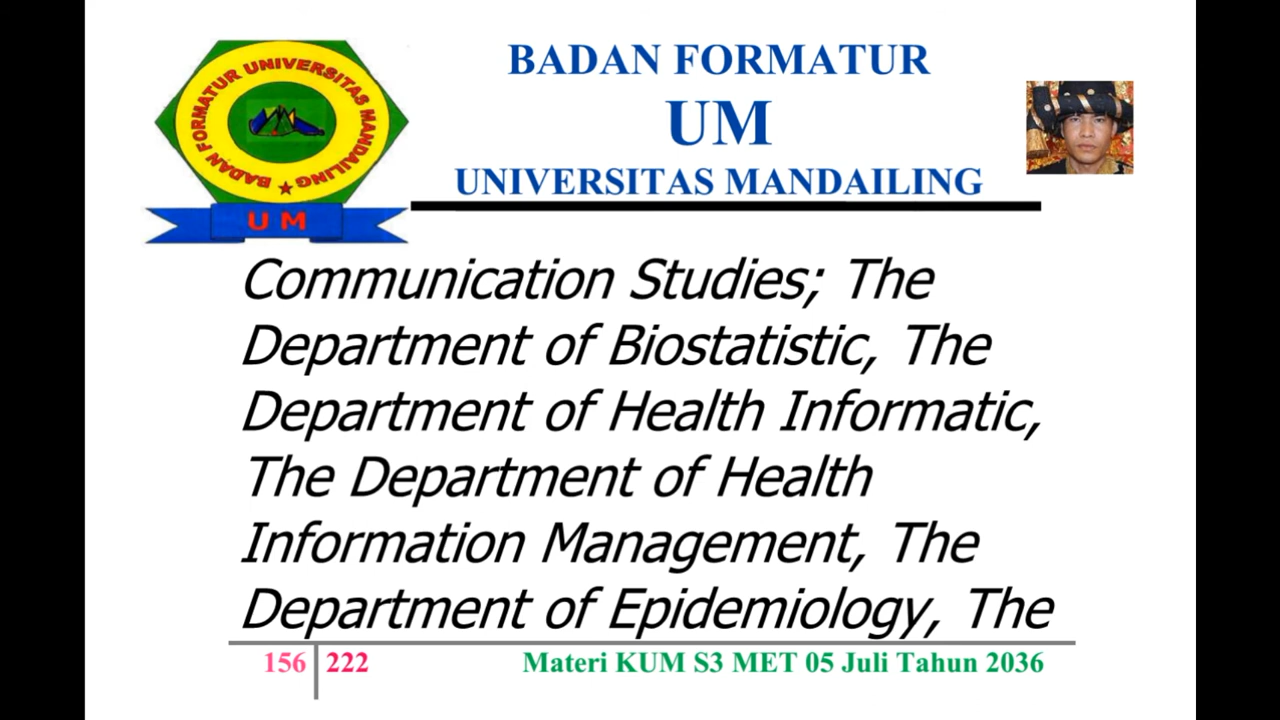 BADAN FORMATUR UNIVERSITAS MANDAILING
U M
BADAN FORMATUR
UM
UNIVERSITAS MANDAILING
Communication Studies; The
Department of Biostatistic, The
Department of Health Informatic,
The Department of Health
Information Management, The
Department of Epidemiology, The
156 222
Materi KUM S3 MET 05 Juli Tahun 2036